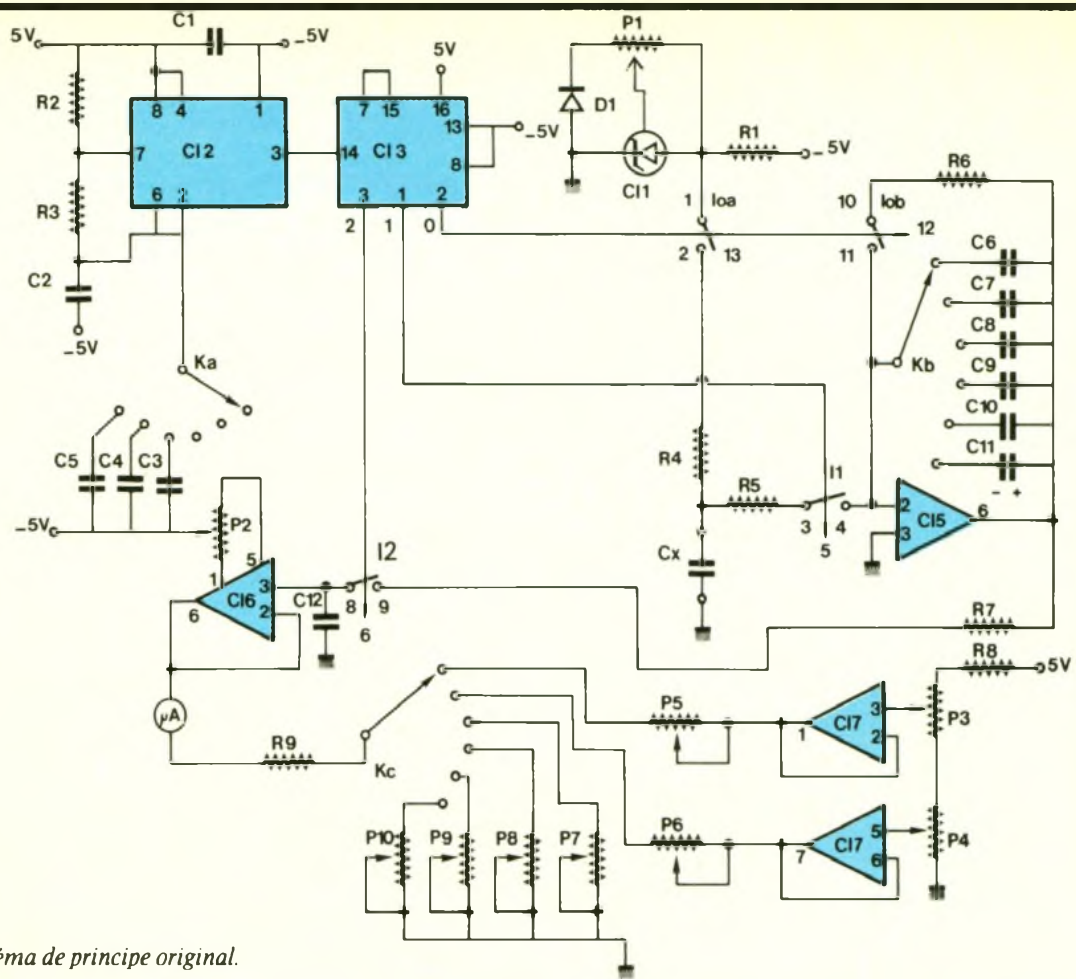 5V
C1
-5V
R2
8
4
1
7
CI2
3
6
2
R3
C2
-5V
5V
7
15
16
13
14
CI3
8
-5V
3
1
2
2
1
0
P1
D1
CI1
R1
-5V
1
Ioa
2
13
10
Iob
12
11
R6
C6
C7
C8
C9
C10
C11
- +
Kb
Ka
C5
C4
C3
-5V
P2
1
5
6
CI6
3
2
C12
I2
8
9
6
R4
R5
I1
3
4
5
Cx
2
3
CI5
6
R7
R8
5V
µA
R9
Kc
P5
1
CI7
3
2
P3
P6
7
CI7
5
6
P4
P10
P9
P8
P7
éma de principe original.